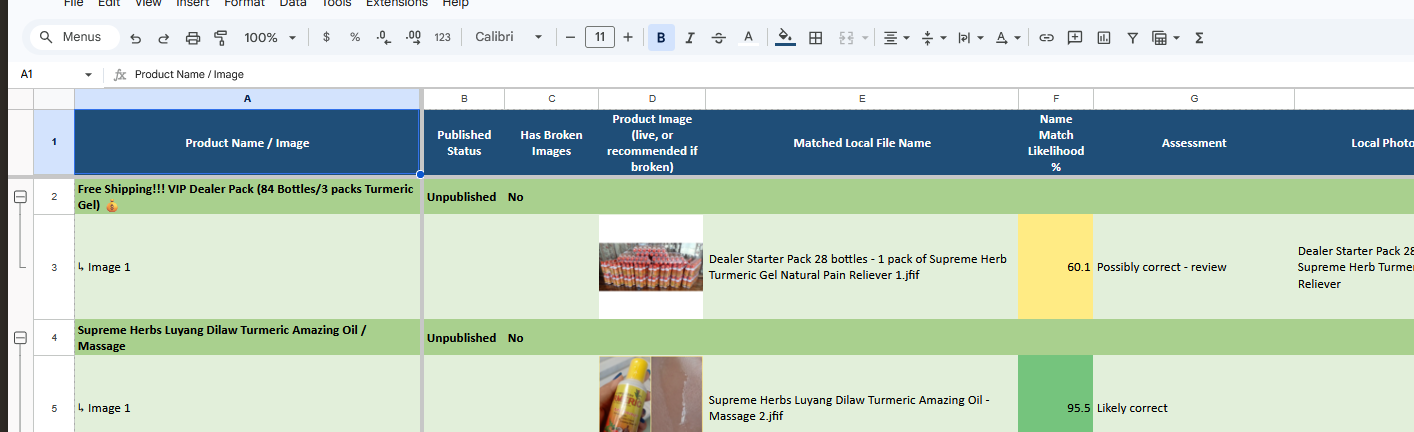 File Edit View Insert Format Data Tools Extensions Help
Menus 100% $ % .0 .00 123 Calibri 11 B I S A
A1 fx Product Name / Image
A B C D E F G
1
Product Name / Image
Published
Status
Has Broken
Images
Product Image
(live, or
recommended if
broken)
Matched Local File Name
Name
Match
Likelihood
%
Assessment
Local Photo
2
Free Shipping!!! VIP Dealer Pack (84 Bottles/3 packs Turmeric
Gel) 💰
Unpublished
No
3
↳ Image 1
Dealer Starter Pack 28 bottles - 1 pack of Supreme Herb
Turmeric Gel Natural Pain Reliever 1.jfif
60.1
Possibly correct - review
Dealer Starter Pack 28
Supreme Herb Turme
Reliever
4
Supreme Herbs Luyang Dilaw Turmeric Amazing Oil /
Massage
Unpublished
No
5
↳ Image 1
Supreme Herbs Luyang Dilaw Turmeric Amazing Oil -
Massage 2.jfif
95.5
Likely correct